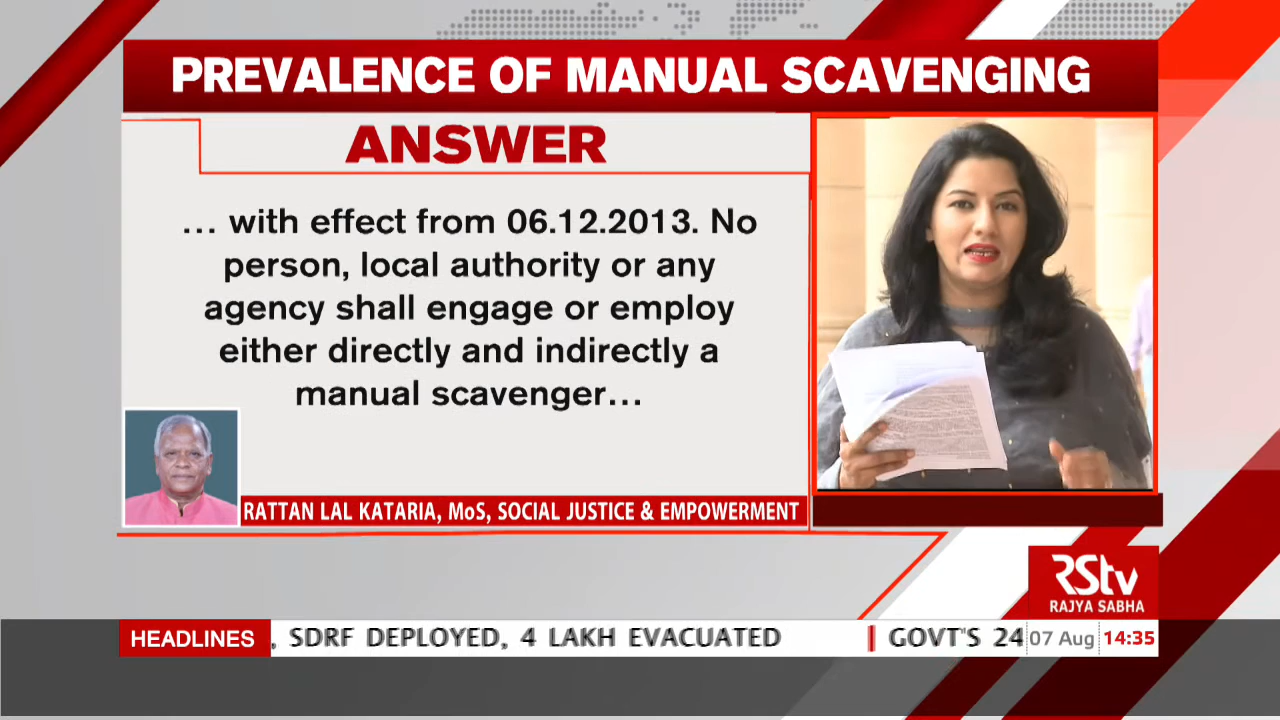 PREVALENCE OF MANUAL SCAVENGING
ANSWER
... with effect from 06.12.2013. No
person, local authority or any
agency shall engage or employ
either directly and indirectly a
manual scavenger...
RATTAN LAL KATARIA, MoS, SOCIAL JUSTICE & EMPOWERMENT
RStv
RAJYA SABHA
HEADLINES , SDRF DEPLOYED, 4 LAKH EVACUATED | GOVT'S 24 07 Aug 14:35